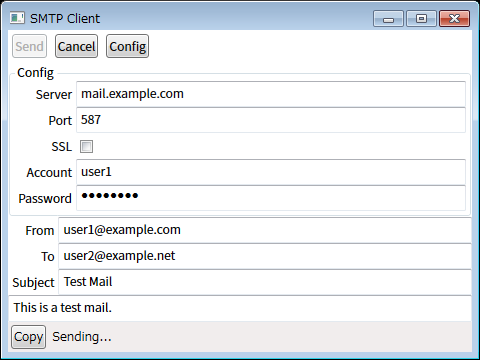 SMTP Client
Send Cancel Config
Config
Server mail.example.com
Port 587
SSL
Account user1
Password ●●●●●●●●
From user1@example.com
To user2@example.net
Subject Test Mail
This is a test mail.
Copy Sending...